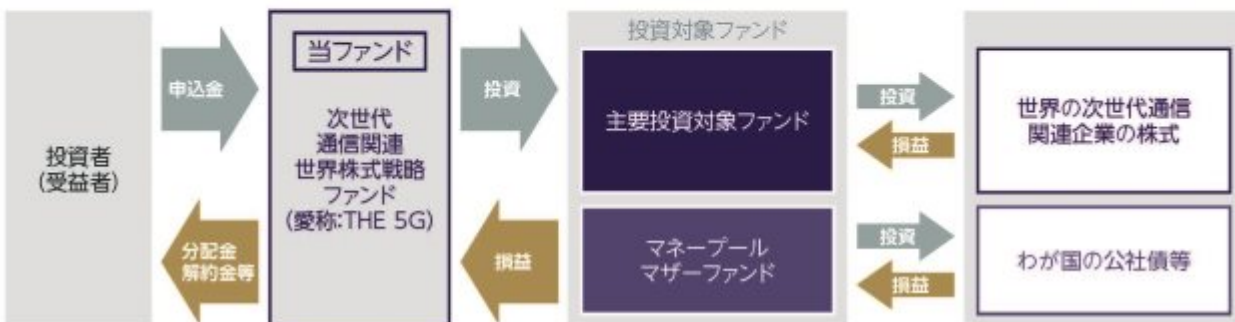 投資者
(受益者)
申込金
分配金
解約金等
当ファンド
次世代
通信関連
世界株式戦略
ファンド
(愛称:THE 5G)
投資
損益
投資対象ファンド
主要投資対象ファンド
マネープール
マザーファンド
投資
損益
投資
損益
世界の次世代通信
関連企業の株式
わが国の公社債等